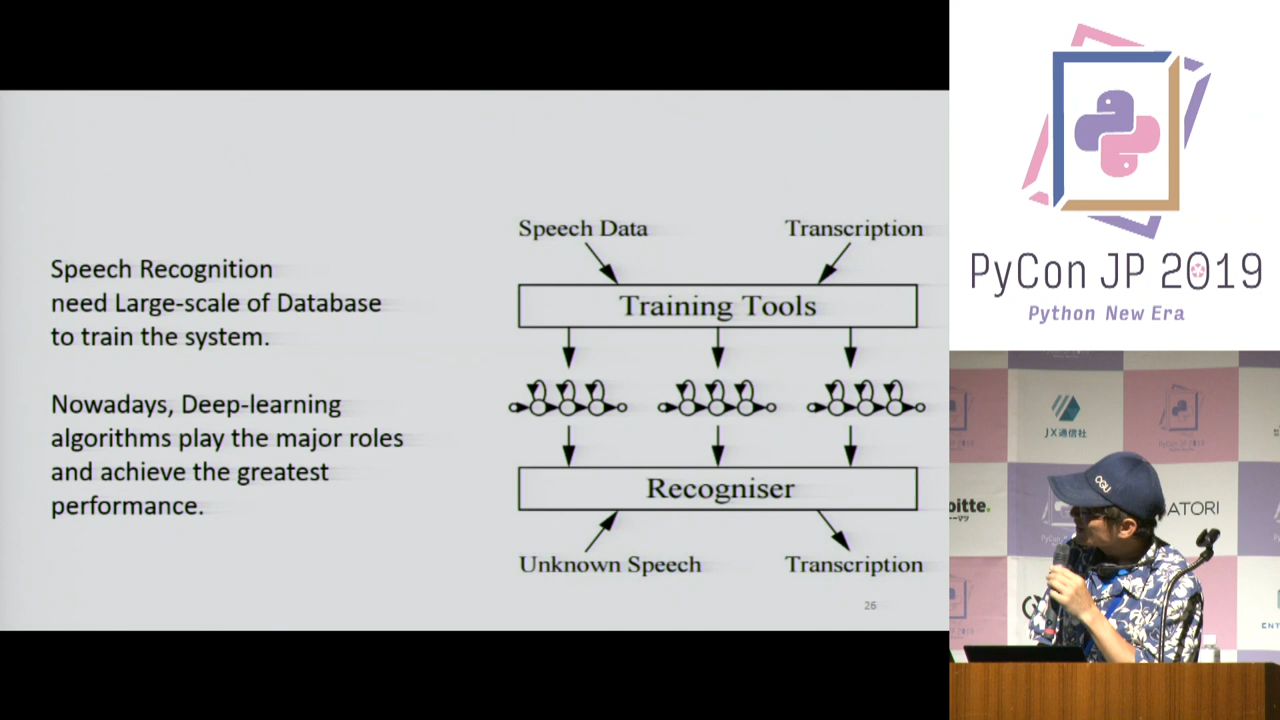 Speech Recognition
need Large-scale of Database
to train the system.
Nowadays, Deep-learning
algorithms play the major roles
and achieve the greatest
performance.
Speech Data
Transcription
Training Tools
Recogniser
Unknown Speech
Transcription
26
PyCon JP 2019
Python New Era
JX通信社
OGU